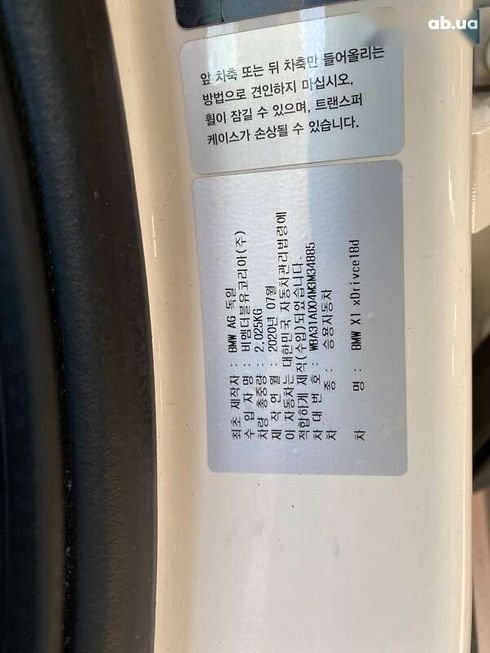 ab.ua
앞 차축 또는 뒤 차축만 들어올리는
방법으로 견인하지 마십시오.
휠이 잠길 수 있으며, 트랜스퍼
케이스가 손상될 수 있습니다.
최초 제작자 : BMW AG 독일
수 입 자 명 : 비엠더블유코리아(주)
차량 총중량 : 2,025KG
제 작 연 월 : 2020년 07월
이 자동차는 대한민국 자동차관리법령에
적합하게 제작(수입)되었습니다.
차 대 번 호 : WBA31AD04M3M34885
차 종 : 승용자동차
차 명 : BMW X1 xDrivce18d